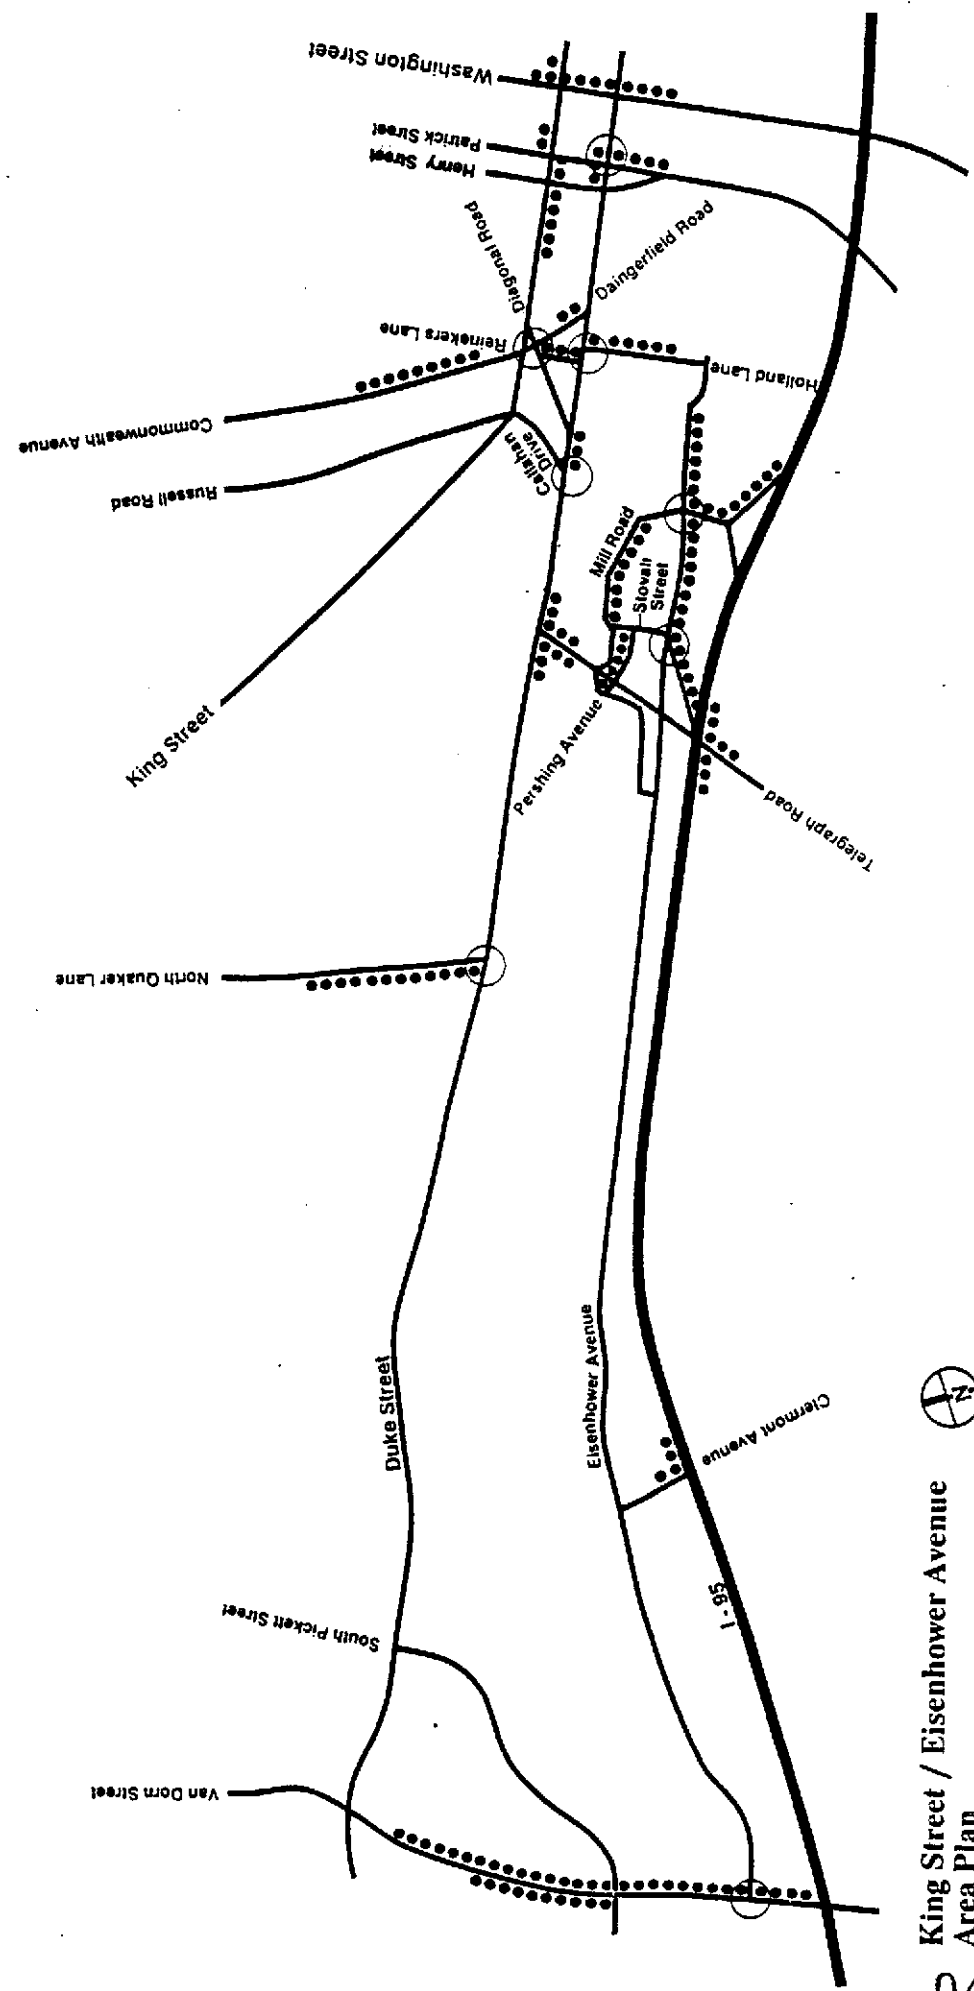 Washington Street
Patrick Street
Henry Street
Diagonal Road
Daingerfield Road
Reinekers Lane
Commonwealth Avenue
Holland Lane
Russell Road
Callahan
Drive
King Street
Mill Road
Stovall
Street
Pershing Avenue
Telegraph Road
North Quaker Lane
Duke Street
Eisenhower Avenue
Clermont Avenue
I-95
South Pickett Street
Van Dorn Street
N
King Street / Eisenhower Avenue
Area Plan